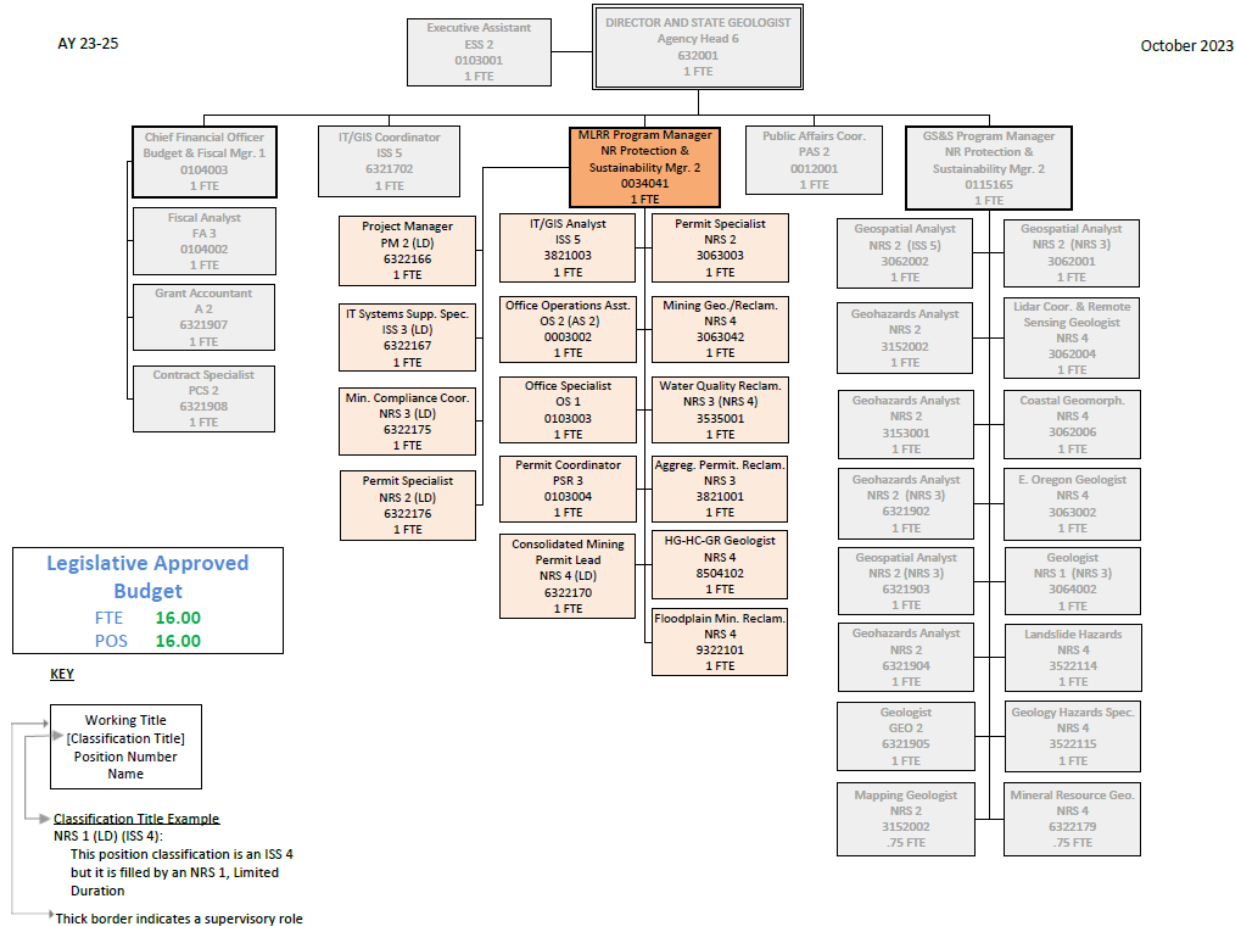 AY 23-25
October 2023
Executive Assistant
ESS 2
0103001
1 FTE
DIRECTOR AND STATE GEOLOGIST
Agency Head 6
632001
1 FTE
Chief Financial Officer
Budget & Fiscal Mgr. 1
0104003
1 FTE
IT/GIS Coordinator
ISS 5
6321702
1 FTE
MLRR Program Manager
NR Protection &
Sustainability Mgr. 2
0034041
1 FTE
Public Affairs Coor.
PAS 2
0012001
1 FTE
GS&S Program Manager
NR Protection &
Sustainability Mgr. 2
0115165
1 FTE
Fiscal Analyst
FA 3
0104002
1 FTE
Grant Accountant
A 2
6321907
1 FTE
Contract Specialist
PCS 2
6321908
1 FTE
Project Manager
PM 2 (LD)
6322166
1 FTE
IT Systems Supp. Spec.
ISS 3 (LD)
6322167
1 FTE
Min. Compliance Coor.
NRS 3 (LD)
6322175
1 FTE
Permit Specialist
NRS 2 (LD)
6322176
1 FTE
IT/GIS Analyst
ISS 5
3821003
1 FTE
Permit Specialist
NRS 2
3063003
1 FTE
Office Operations Asst.
OS 2 (AS 2)
0003002
1 FTE
Mining Geo./Reclam.
NRS 4
3063042
1 FTE
Office Specialist
OS 1
0103003
1 FTE
Water Quality Reclam.
NRS 3 (NRS 4)
3535001
1 FTE
Permit Coordinator
PSR 3
0103004
1 FTE
Aggreg. Permit. Reclam.
NRS 3
3821001
1 FTE
Consolidated Mining
Permit Lead
NRS 4 (LD)
6322170
1 FTE
HG-HC-GR Geologist
NRS 4
8504102
1 FTE
Floodplain Min. Reclam.
NRS 4
9322101
1 FTE
Geospatial Analyst
NRS 2 (ISS 5)
3062002
1 FTE
Geospatial Analyst
NRS 2 (NRS 3)
3062001
1 FTE
Geohazards Analyst
NRS 2
3152002
1 FTE
Lidar Coor. & Remote
Sensing Geologist
NRS 4
3062004
1 FTE
Geohazards Analyst
NRS 2
3153001
1 FTE
Coastal Geomorph.
NRS 4
3062006
1 FTE
Geohazards Analyst
NRS 2 (NRS 3)
6321902
1 FTE
E. Oregon Geologist
NRS 4
3063002
1 FTE
Geospatial Analyst
NRS 2 (NRS 3)
6321903
1 FTE
Geologist
NRS 1 (NRS 3)
3064002
1 FTE
Geohazards Analyst
NRS 2
6321904
1 FTE
Landslide Hazards
NRS 4
3522114
1 FTE
Geologist
GEO 2
6321905
1 FTE
Geology Hazards Spec.
NRS 4
3522115
1 FTE
Mapping Geologist
NRS 2
3152002
.75 FTE
Mineral Resource Geo.
NRS 4
6322179
.75 FTE
Legislative Approved
Budget
FTE 16.00
POS 16.00
KEY
Working Title
[Classification Title]
Position Number
Name
Classification Title Example
NRS 1 (LD) (ISS 4):
This position classification is an ISS 4
but it is filled by an NRS 1, Limited
Duration
Thick border indicates a supervisory role